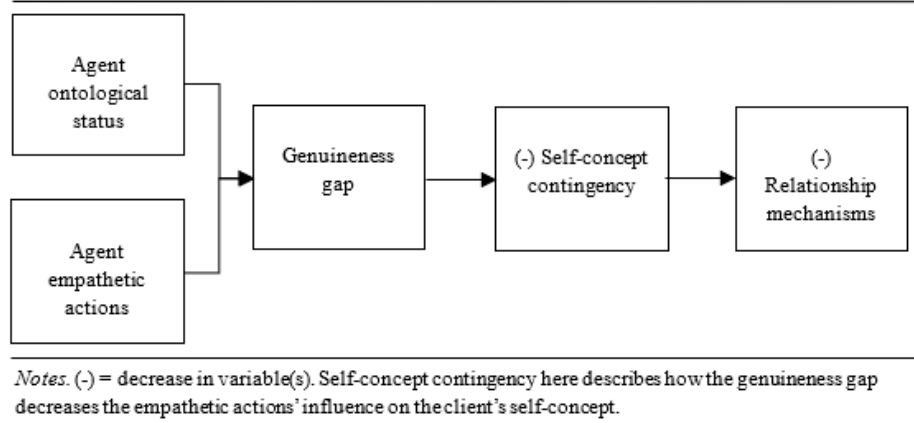 Agent
ontological
status
Agent
empathetic
actions
Genuineness
gap
(-) Self-concept
contingency
(-)
Relationship
mechanisms
Notes. (-) = decrease in variable(s). Self-concept contingency here describes how the genuineness gap
decreases the empathetic actions’ influence on the client’s self-concept.